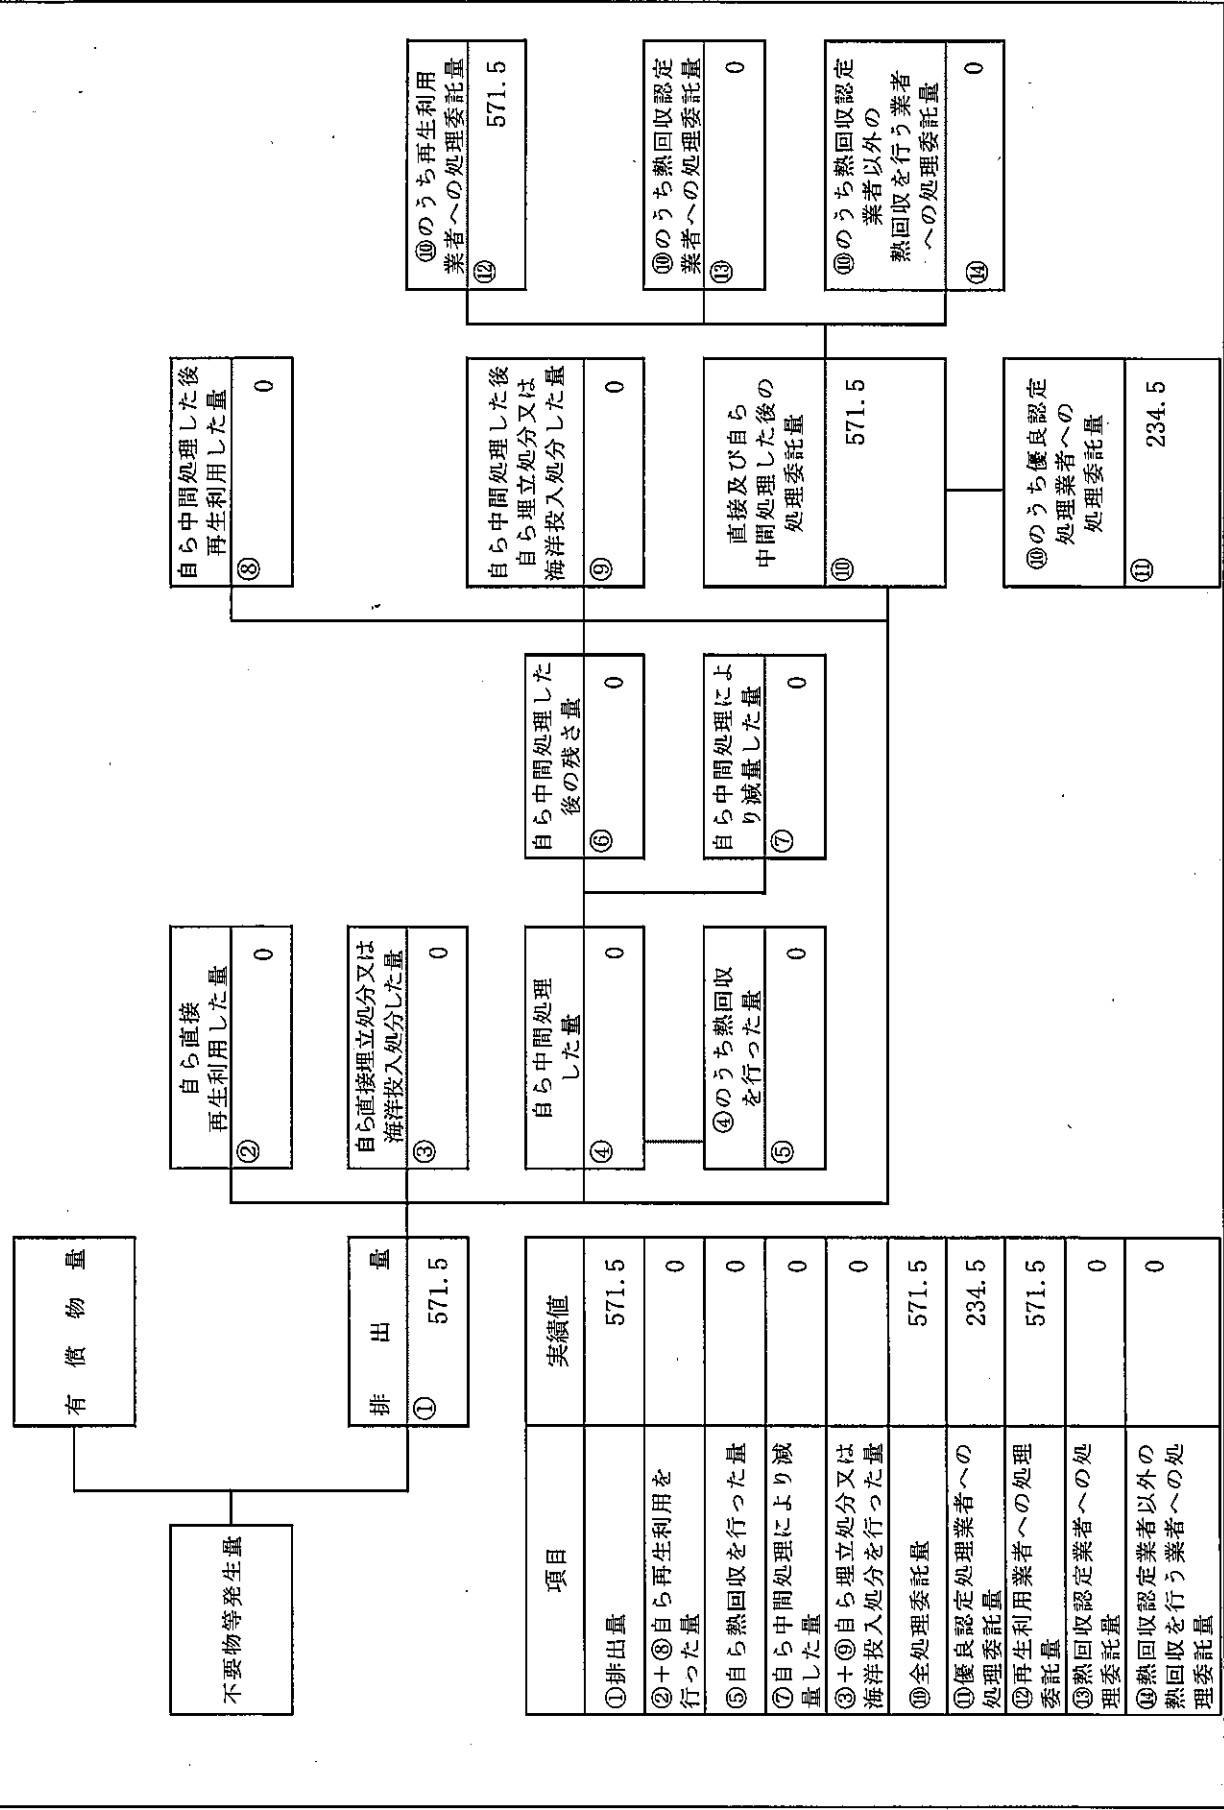 不要物等発生量
有償物量
排出量
①
571.5
自ら直接
再生利用した量
②
0
自ら直接埋立処分又は
海洋投入処分した量
③
0
自ら中間処理
した量
④
0
④のうち熱回収
を行った量
⑤
0
自ら中間処理した
後の残さ量
⑥
0
自ら中間処理によ
り減量した量
⑦
0
自ら中間処理した後
再生利用した量
⑧
0
自ら中間処理した後
自ら埋立処分又は
海洋投入処分した量
⑨
0
直接及び自ら
中間処理した後の
処理委託量
⑩
571.5
⑩のうち優良認定
処理業者への
処理委託量
⑪
234.5
⑩のうち再生利用
業者への処理委託量
⑫
571.5
⑩のうち熱回収認定
業者への処理委託量
⑬
0
⑩のうち熱回収認定
業者以外の
熱回収を行う業者
への処理委託量
⑭
0
項目 実績値
①排出量 571.5
②+⑧自ら再生利用を
行った量 0
⑤自ら熱回収を行った量 0
⑦自ら中間処理により減
量した量 0
③+⑨自ら埋立処分又は
海洋投入処分を行った量 0
⑩全処理委託量 571.5
⑪優良認定処理業者への
処理委託量 234.5
⑫再生利用業者への処理
委託量 571.5
⑬熱回収認定業者への処
理委託量 0
⑭熱回収認定業者以外の
熱回収を行う業者への処
理委託量 0